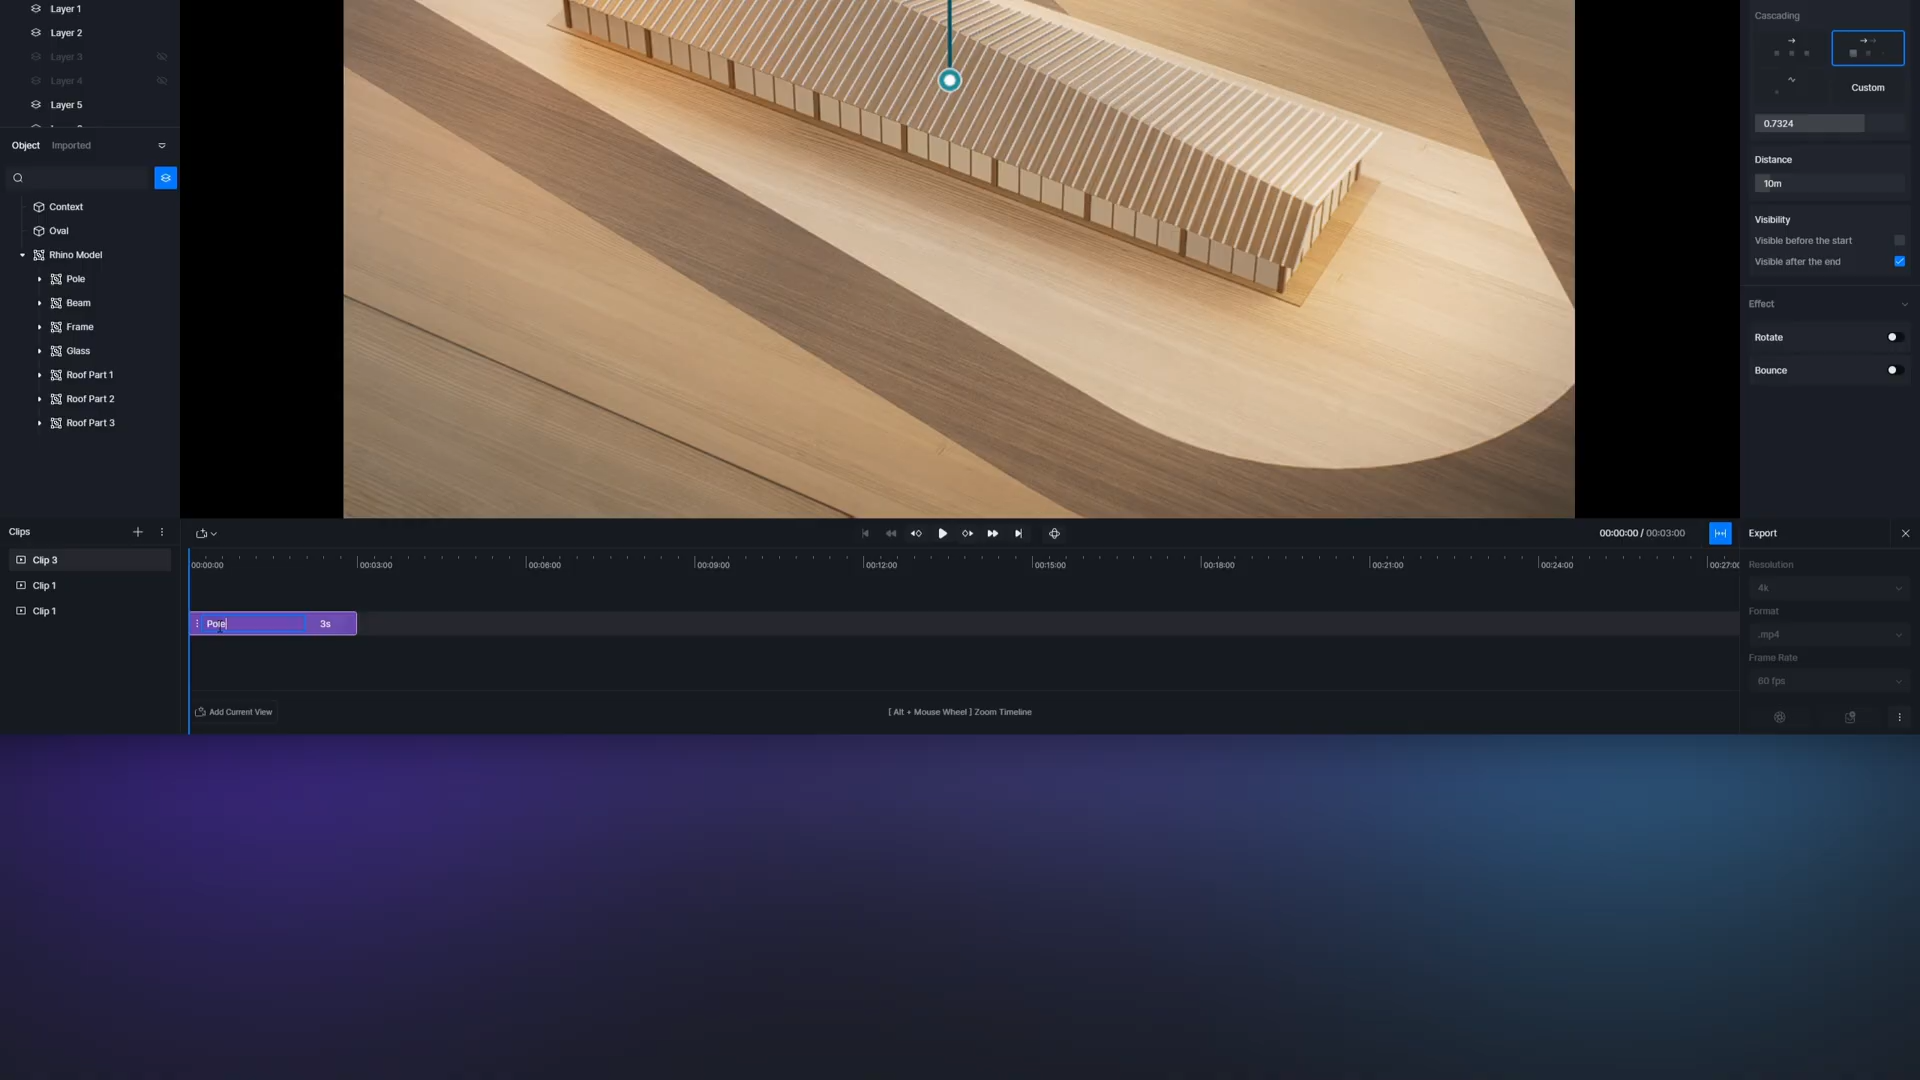 Layer 1
Layer 2
Layer 3
Layer 4
Layer 5
Object Imported
Context
Oval
Rhino Model
Pole
Beam
Frame
Glass
Roof Part 1
Roof Part 2
Roof Part 3
Cascading
Custom
0.7324
Distance
10m
Visibility
Visible before the start
Visible after the end
Effect
Rotate
Bounce
Clips
Clip 3
Clip 1
Clip 1
00:00:00 / 00:03:00
00:00:00 00:03:00 00:06:00 00:09:00 00:12:00 00:15:00 00:18:00 00:21:00 00:24:00 00:27:00
Pole 3s
Add Current View
[ Alt + Mouse Wheel ] Zoom Timeline
Export
Resolution
4k
Format
.mp4
Frame Rate
60 fps